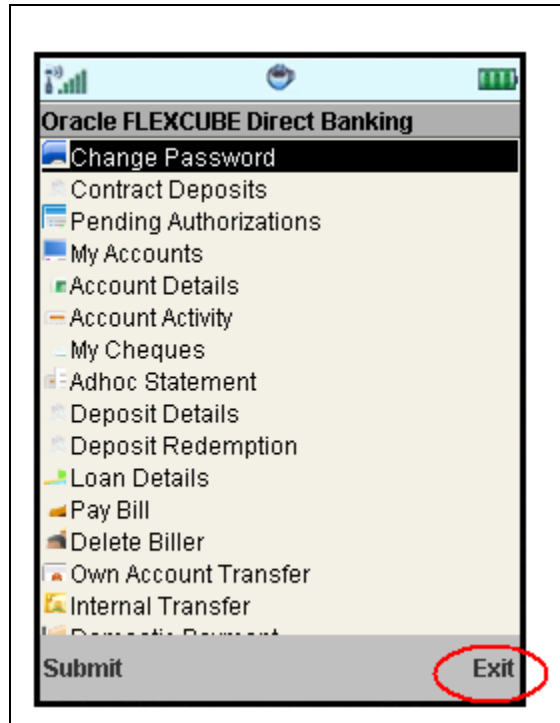 Oracle FLEXCUBE Direct Banking
Change Password
Contract Deposits
Pending Authorizations
My Accounts
Account Details
Account Activity
My Cheques
Adhoc Statement
Deposit Details
Deposit Redemption
Loan Details
Pay Bill
Delete Biller
Own Account Transfer
Internal Transfer
Submit Exit